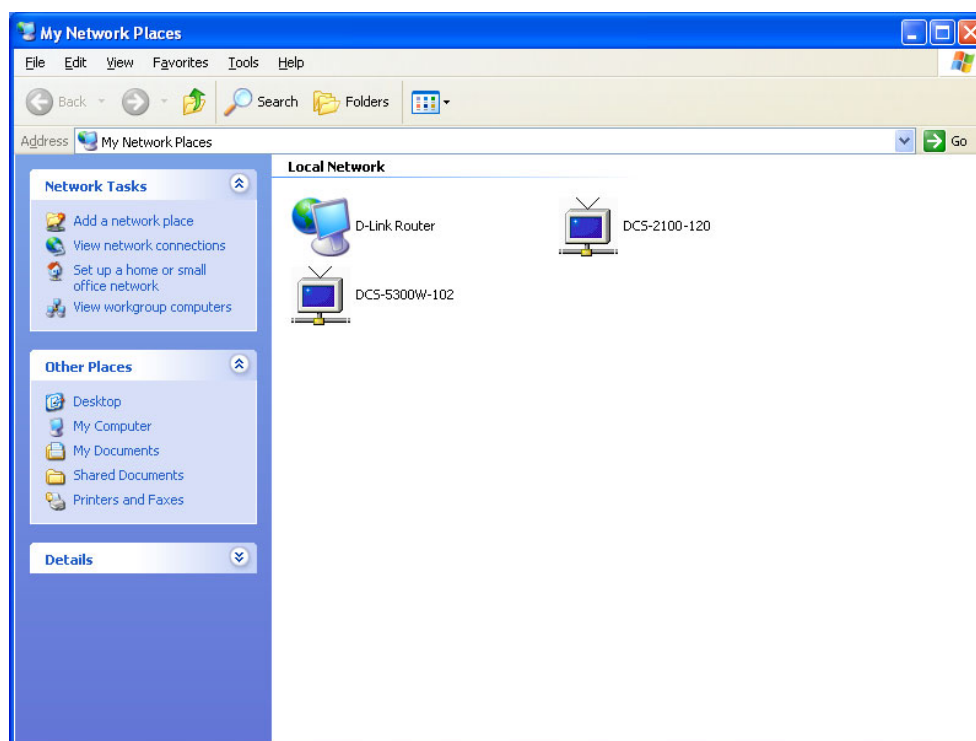 My Network Places
File Edit View Favorites Tools Help
Back Search Folders
Address My Network Places Go
Network Tasks
Add a network place
View network connections
Set up a home or small
office network
View workgroup computers
Other Places
Desktop
My Computer
My Documents
Shared Documents
Printers and Faxes
Details
Local Network
D-Link Router
DCS-2100-120
DCS-5300W-102